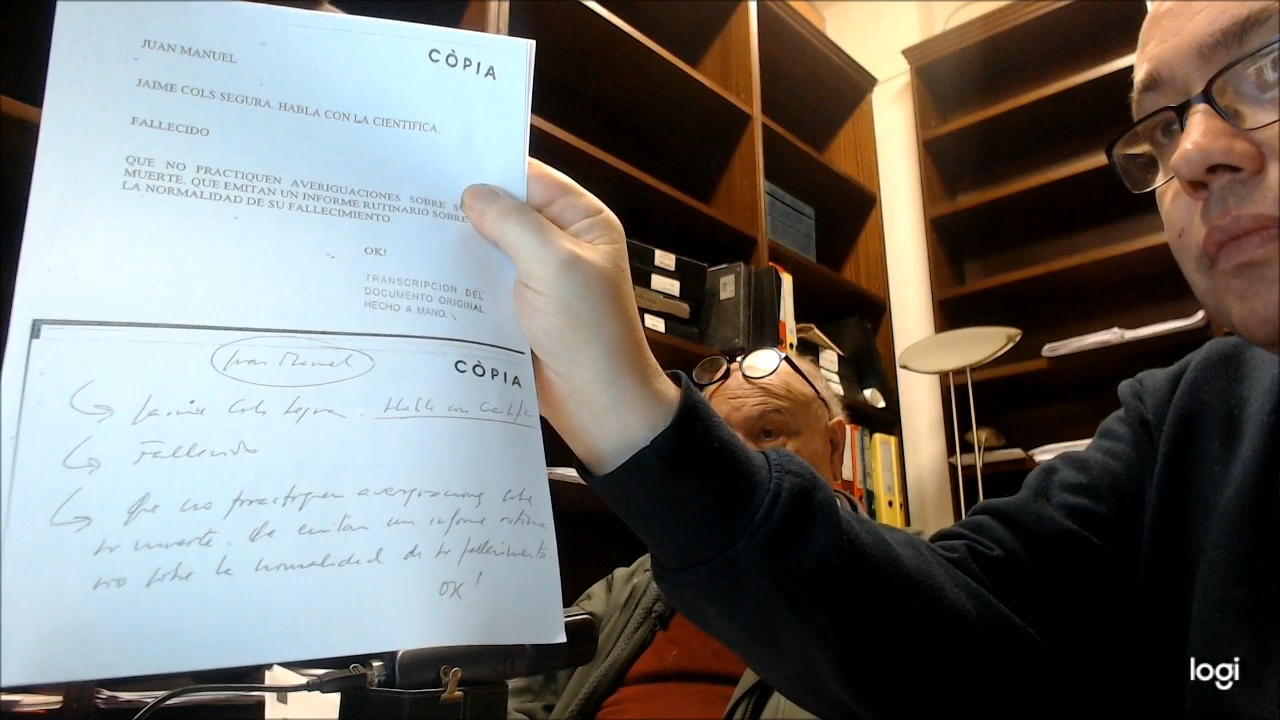 JUAN MANUEL
CÒPIA
JAIME COLS SEGURA. HABLA CON LA CIENTIFICA.
FALLECIDO
QUE NO PRACTIQUEN AVERIGUACIONES SOBRE
MUERTE. QUE EMITAN UN INFORME RUTINARIO SOBRE
LA NORMALIDAD DE SU FALLECIMIENTO
OK!
TRANSCRIPCION DEL
DOCUMENTO ORIGINAL
HECHO A MANO.
Juan Manuel
CÒPIA
Jaime Cols Segura. Habla con Cientifica
Fallecido
Que no practiquen averiguaciones sobre
su muerte. Que emitan un informe rutina
rio sobre la normalidad de su fallecimiento.
OK!
logi